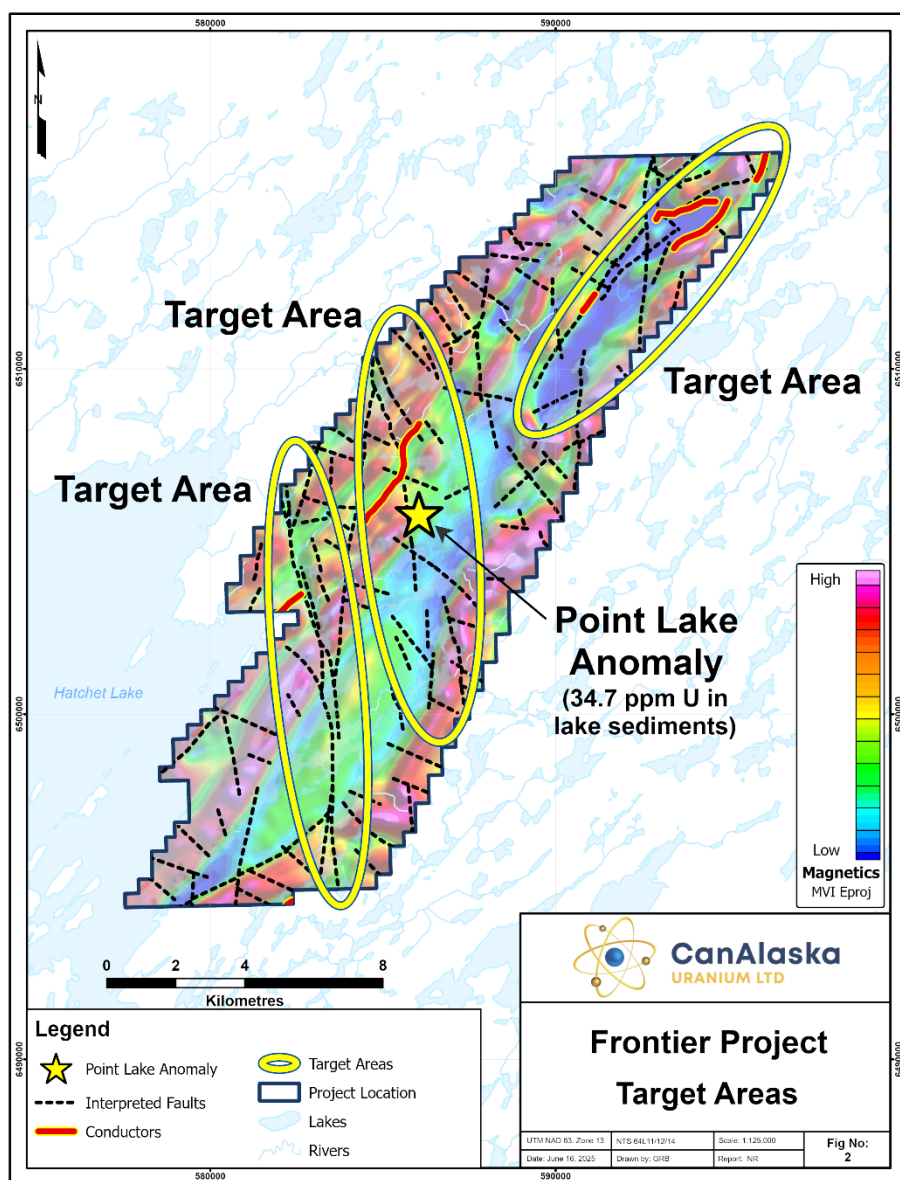 580000
590000
N
Target Area
6510000
6510000
Target Area
Target Area
High
Low
Magnetics
MVI Eproj
Point Lake
Anomaly
(34.7 ppm U in
lake sediments)
Hatchet Lake
6500000
6500000
0 2 4 8
Kilometres
CanAlaska
URANIUM LTD
Legend
Point Lake Anomaly
Interpreted Faults
Conductors
Target Areas
Project Location
Lakes
Rivers
6490000
6490000
Frontier Project
Target Areas
UTM NAD 83, Zone 13
NTS 64L11/12/14
Scale: 1:125,000
Fig No:
2
Date: June 16, 2025
Drawn by: GRB
Report: NR
580000
590000